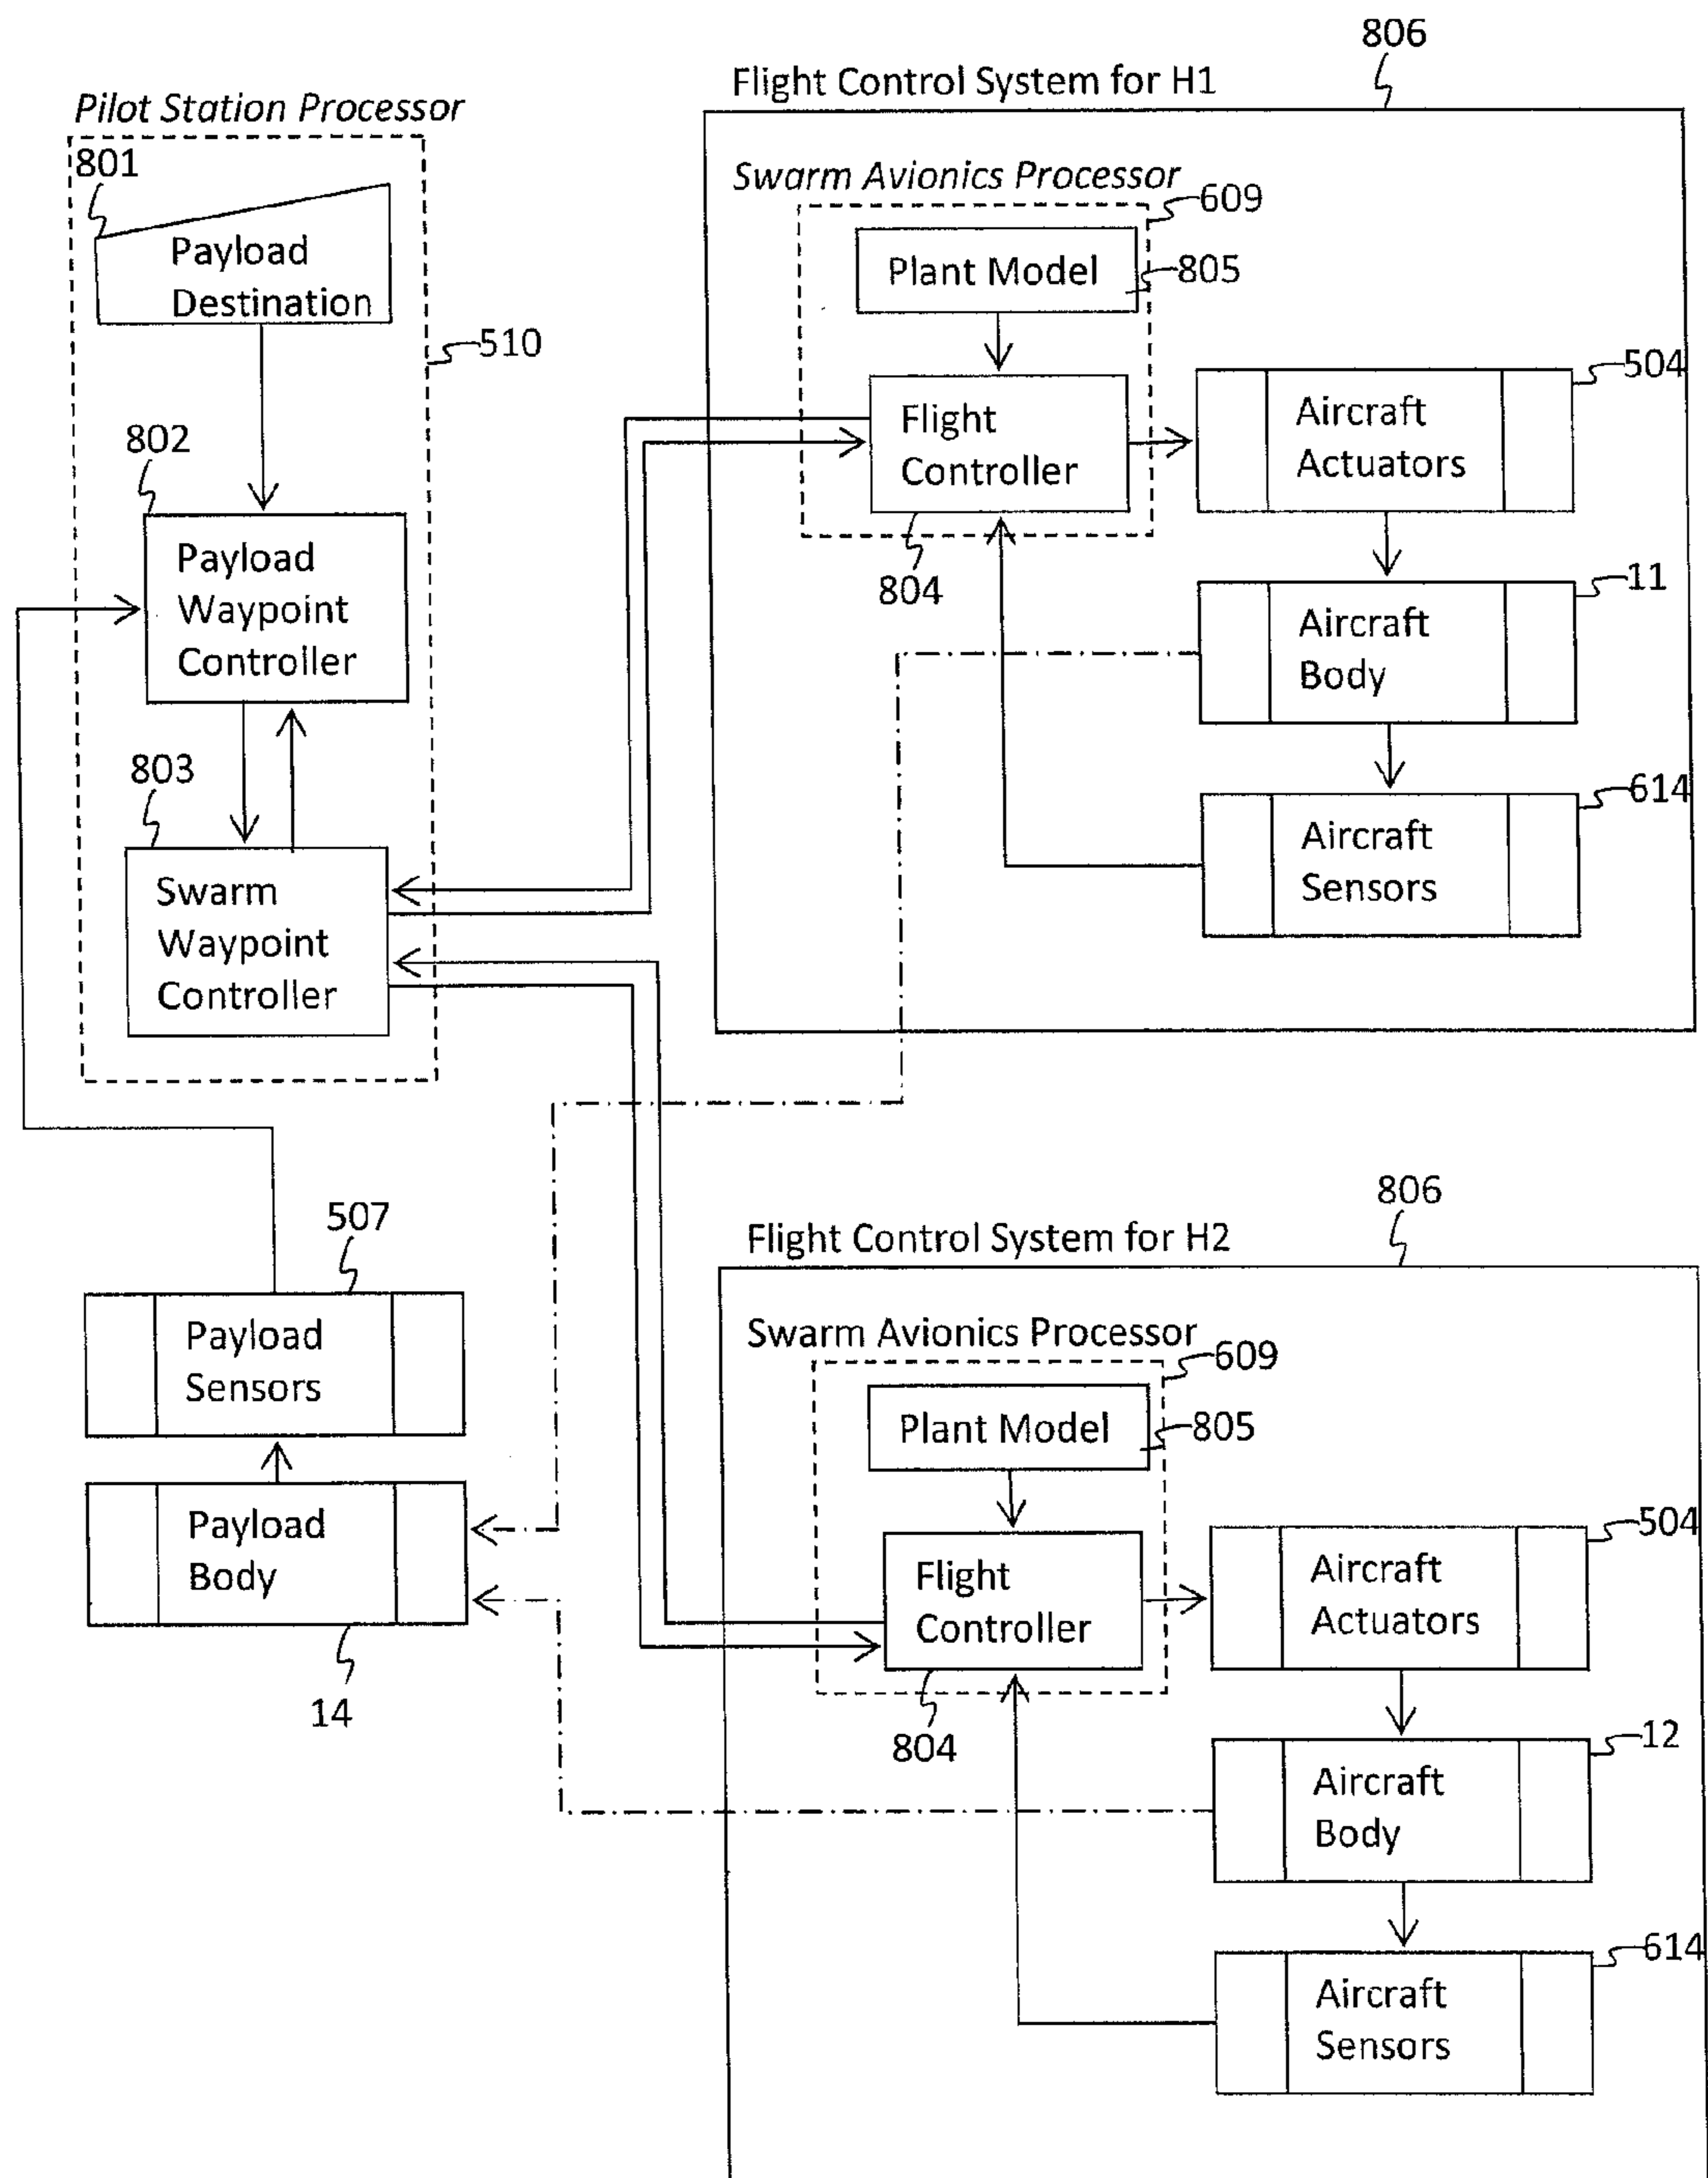 Pilot Station Processor
801
Payload
Destination
510
802
Payload
Waypoint
Controller
803
Swarm
Waypoint
Controller
507
Payload
Sensors
Payload
Body
14
806
Flight Control System for H1
Swarm Avionics Processor
609
Plant Model
805
Flight
Controller
804
504
Aircraft
Actuators
11
Aircraft
Body
614
Aircraft
Sensors
806
Flight Control System for H2
Swarm Avionics Processor
609
Plant Model
805
Flight
Controller
804
504
Aircraft
Actuators
12
Aircraft
Body
614
Aircraft
Sensors